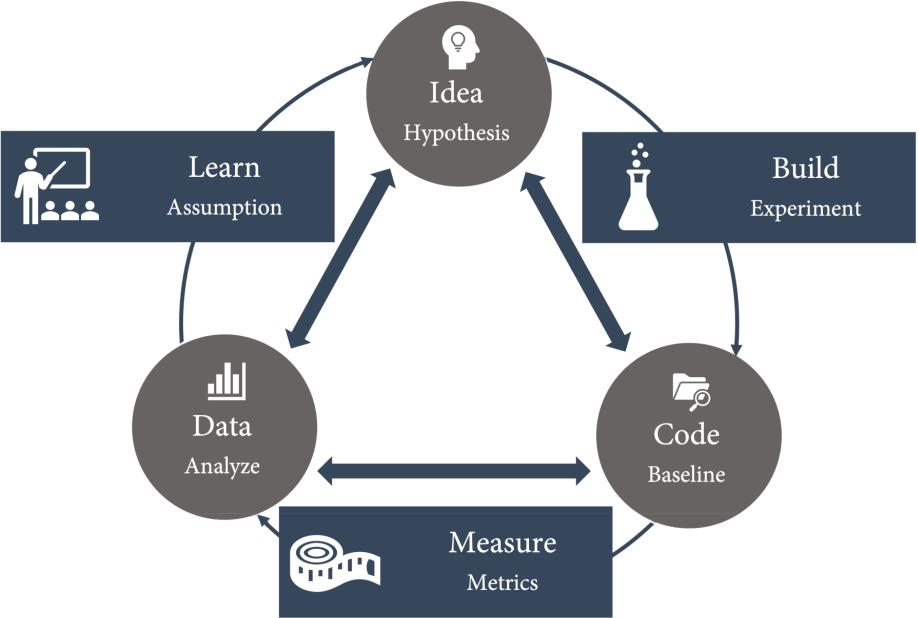 Idea
Hypothesis
Learn
Assumption
Build
Experiment
Data
Analyze
Code
Baseline
Measure
Metrics